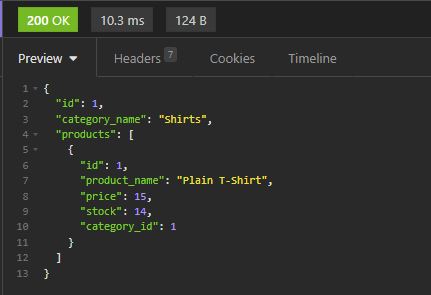 200 OK 10.3 ms 124 B
Preview Headers 7 Cookies Timeline
1 {
2 "id": 1,
3 "category_name": "Shirts",
4 "products": [
5 {
6 "id": 1,
7 "product_name": "Plain T-Shirt",
8 "price": 15,
9 "stock": 14,
10 "category_id": 1
11 }
12 ]
13 }